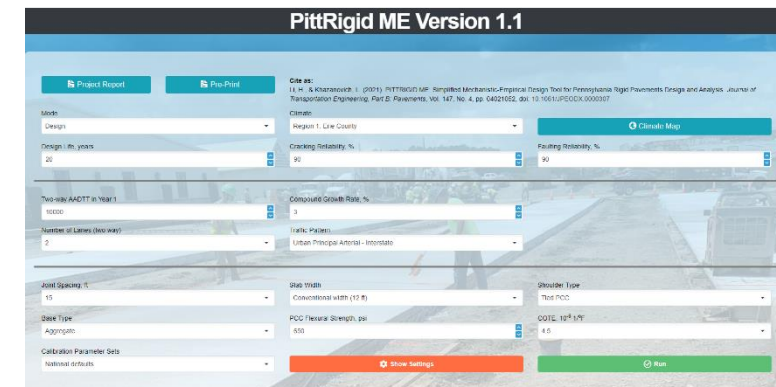 PittRigid ME Version 1.1
Project Report
Pre-Print
Cite as:
Li, H., & Khazanovich, L. (2021). PITTRIGID ME: Simplified Mechanistic-Empirical Design Tool for Pennsylvania Rigid Pavements Design and Analysis. Journal of
Transportation Engineering, Part B: Pavements, Vol. 147, No. 4, pp. 04021052, doi: 10.1061/JPEODX.0000307
Mode
Climate
Design
Region 1: Erie County
Climate Map
Design Life, years
Cracking Reliability, %
Faulting Reliability, %
20
90
90
Two-way AADTT in Year 1
Compound Growth Rate, %
10000
3
Number of Lanes (two way)
Traffic Pattern
2
Urban Principal Arterial - Interstate
Joint Spacing, ft
Slab Width
Shoulder Type
15
Conventional width (12 ft)
Tied PCC
Base Type
PCC Flexural Strength, psi
COTE, 10⁻⁶ 1/°F
Aggregate
650
4.5
Calibration Parameter Sets
National defaults
Show Settings
Run